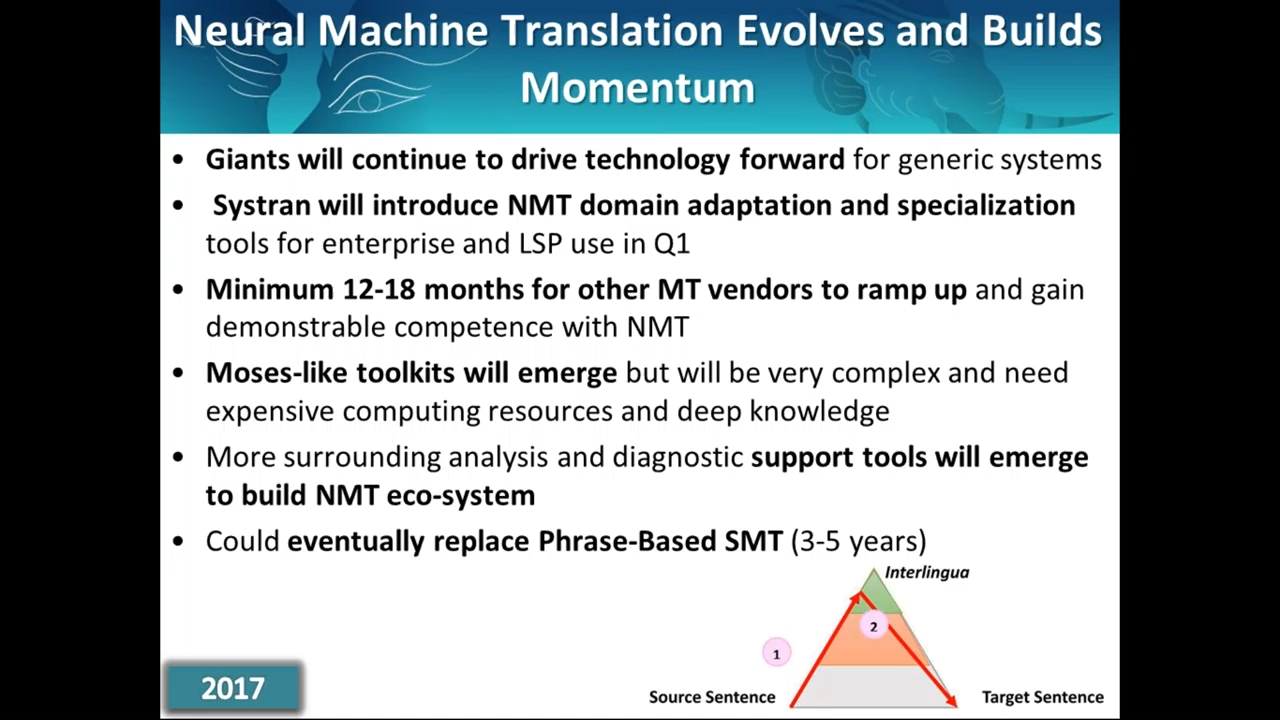 Neural Machine Translation Evolves and Builds
Momentum
• Giants will continue to drive technology forward for generic systems
• Systran will introduce NMT domain adaptation and specialization
tools for enterprise and LSP use in Q1
• Minimum 12-18 months for other MT vendors to ramp up and gain
demonstrable competence with NMT
• Moses-like toolkits will emerge but will be very complex and need
expensive computing resources and deep knowledge
• More surrounding analysis and diagnostic support tools will emerge
to build NMT eco-system
• Could eventually replace Phrase-Based SMT (3-5 years)
Interlingua
2
1
Source Sentence
Target Sentence
2017